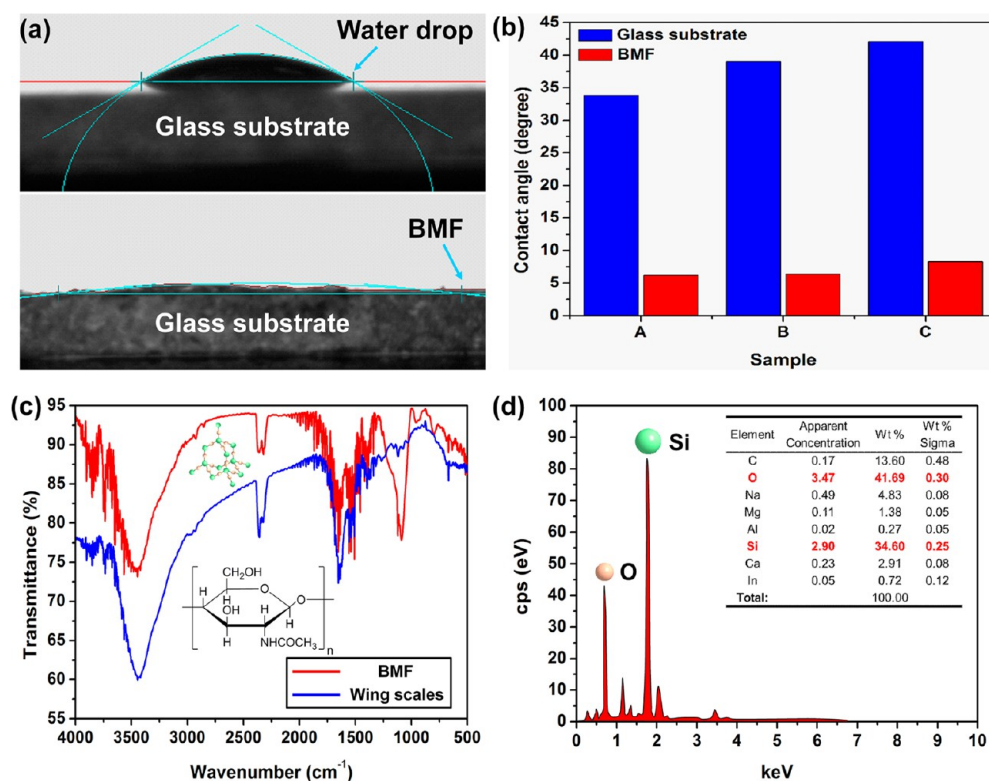 (a)
Water drop
Glass substrate
BMF
Glass substrate
(b)
Contact angle (degree)
45
40
35
30
25
20
15
10
5
0
Glass substrate
BMF
A B C
Sample
(c)
Transmittance (%)
95
90
85
80
75
70
65
60
55
CH₂OH
H
O
H
OH
H
O
H
H
NHCOCH₃
n
BMF
Wing scales
4000 3500 3000 2500 2000 1500 1000 500
Wavenumber (cm⁻¹)
(d)
cps (eV)
100
90
80
70
60
50
40
30
20
10
0
Si
O
Element Apparent Concentration Wt % Wt % Sigma
C 0.17 13.60 0.48
O 3.47 41.69 0.30
Na 0.49 4.83 0.08
Mg 0.11 1.38 0.05
Al 0.02 0.27 0.05
Si 2.90 34.60 0.25
Ca 0.23 2.91 0.08
In 0.05 0.72 0.12
Total: 100.00
0 1 2 3 4 5 6 7 8 9 10
keV